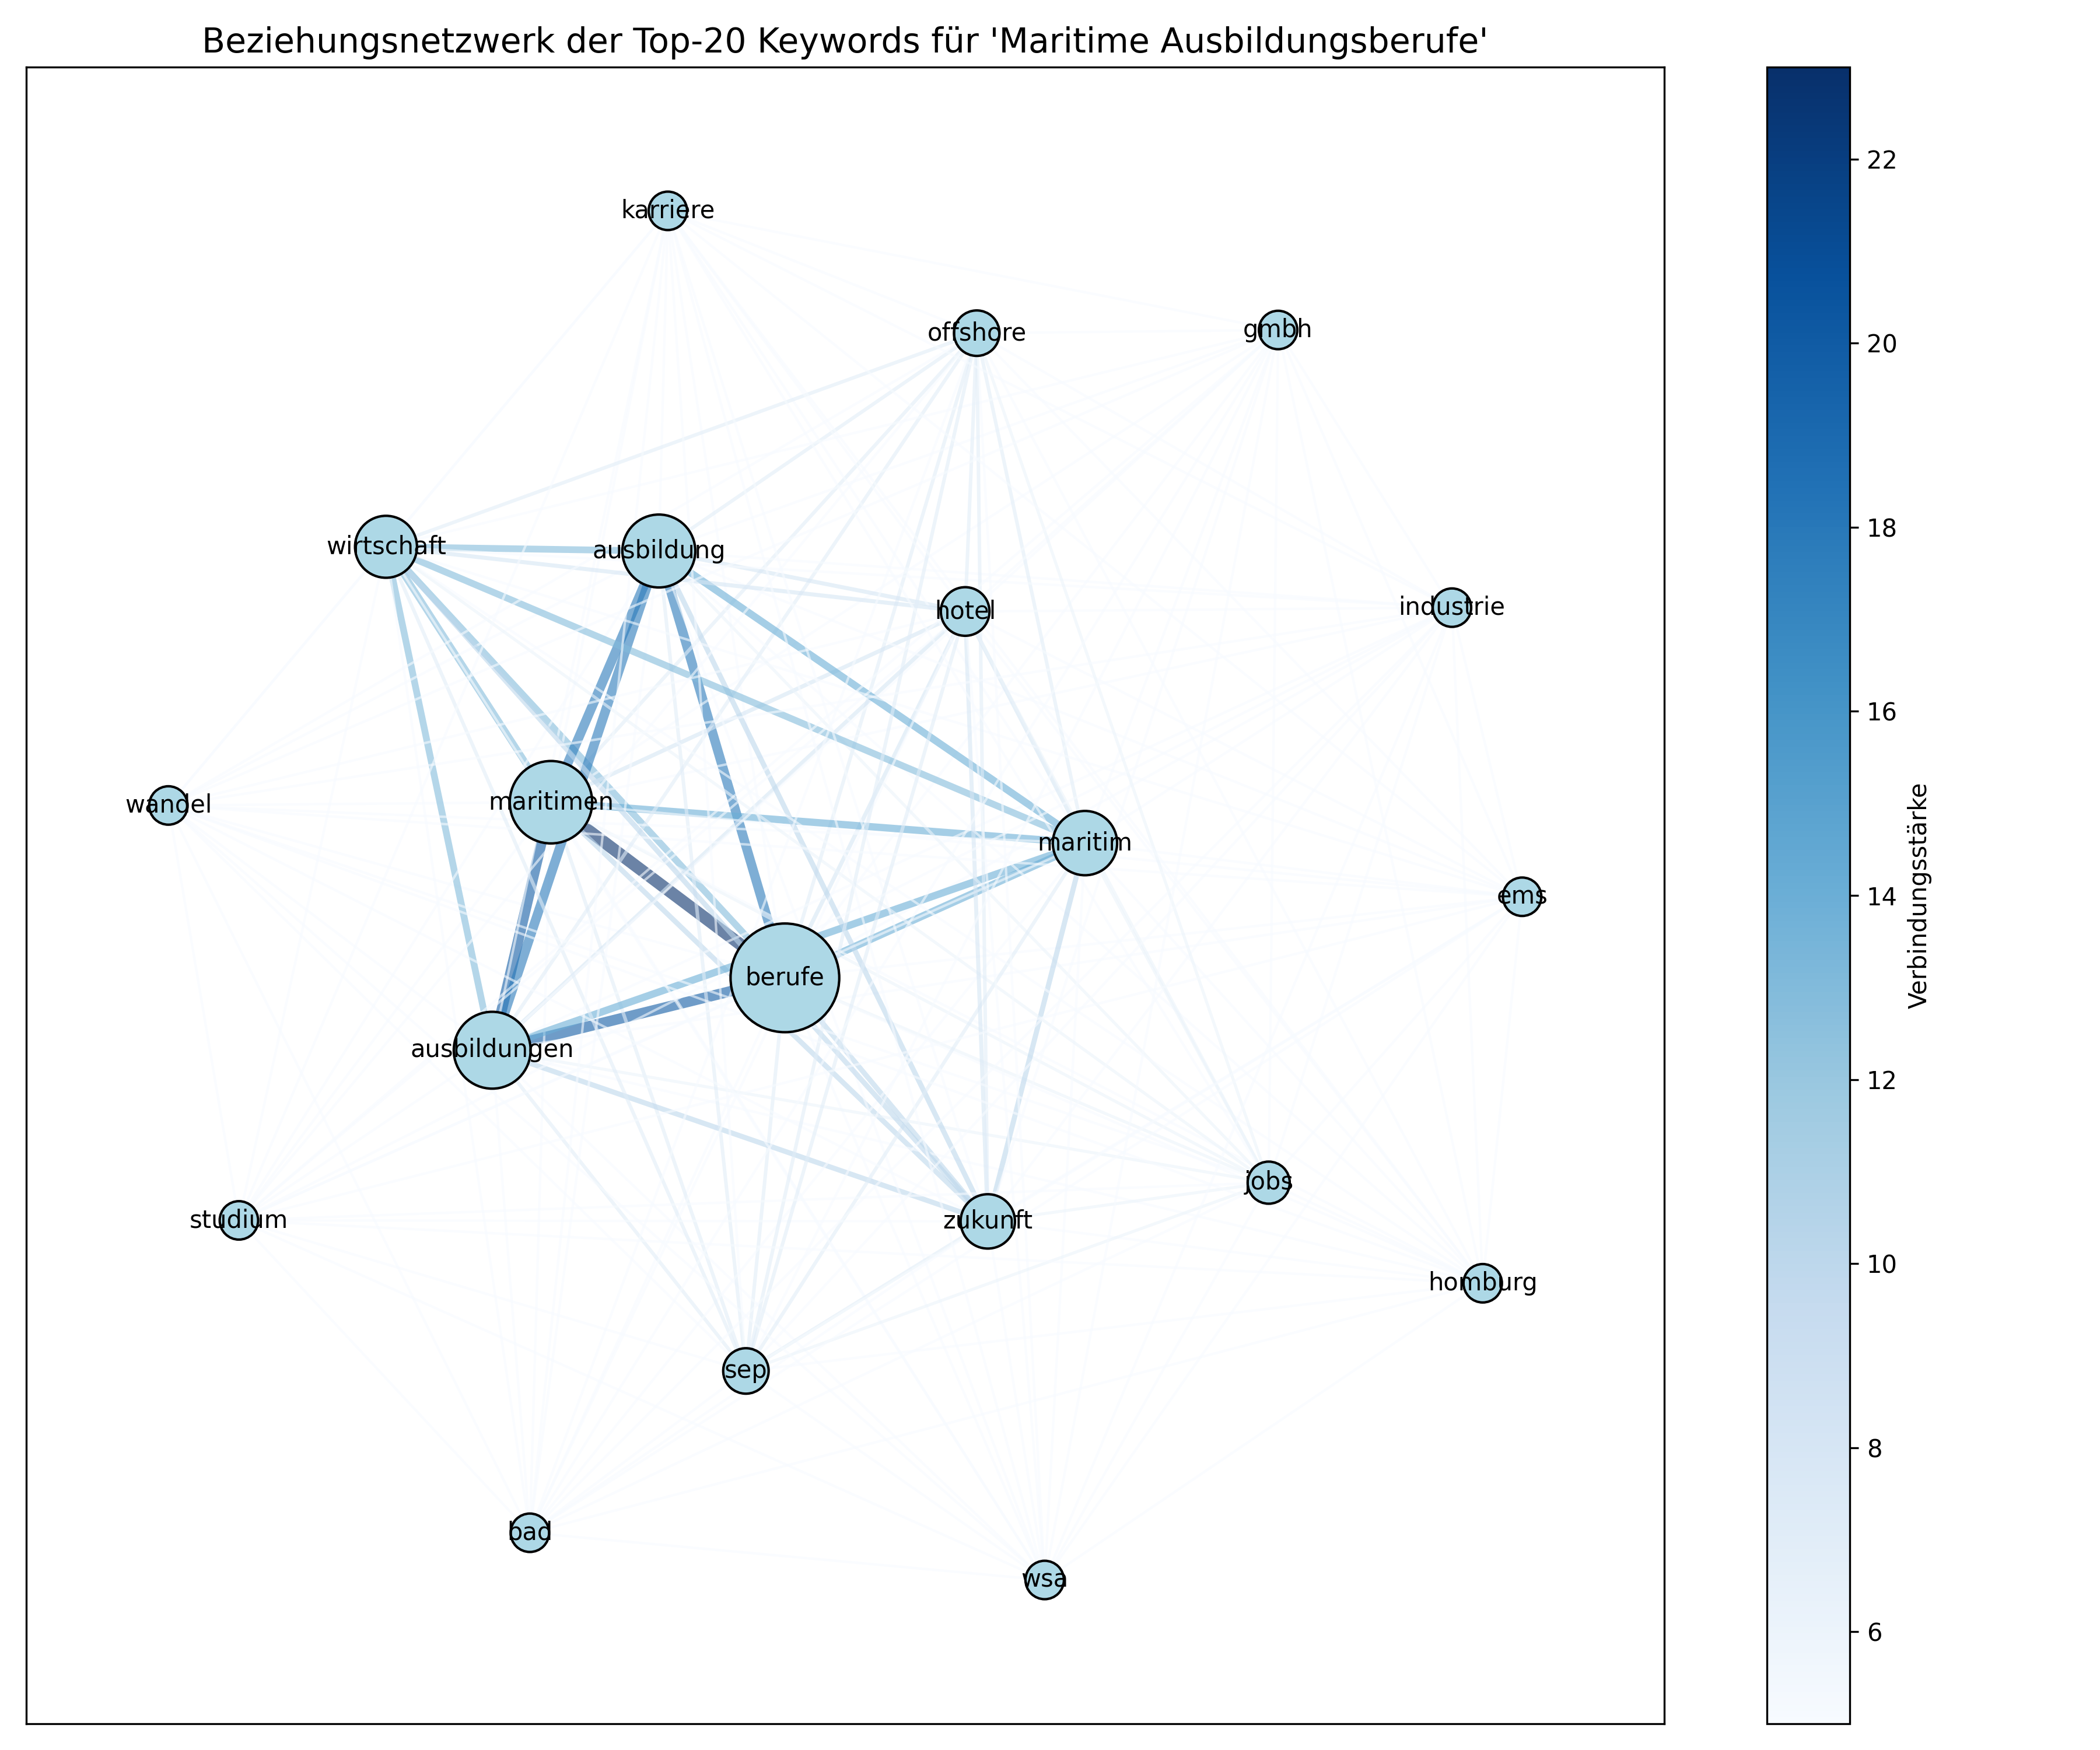 Beziehungsnetzwerk der Top-20 Keywords für 'Maritime Ausbildungsberufe'
karriere
offshore
gmbh
wirtschaft
ausbildung
hotel
industrie
wandel
maritimen
maritim
ems
berufe
ausbildungen
studium
zukunft
jobs
homburg
sep
bad
wsa
22
20
18
16
14
12
10
8
6
Verbindungsstärke